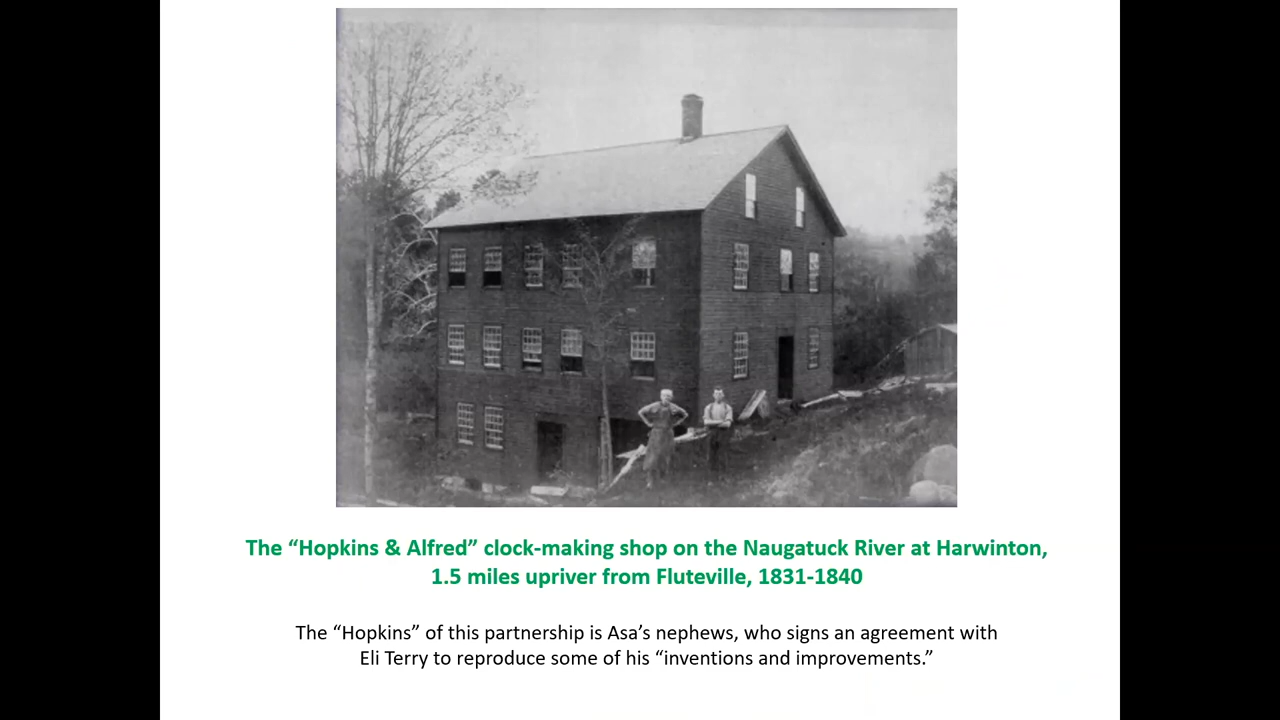 The “Hopkins & Alfred” clock-making shop on the Naugatuck River at Harwinton,
1.5 miles upriver from Fluteville, 1831-1840
The “Hopkins” of this partnership is Asa’s nephews, who signs an agreement with
Eli Terry to reproduce some of his “inventions and improvements.”